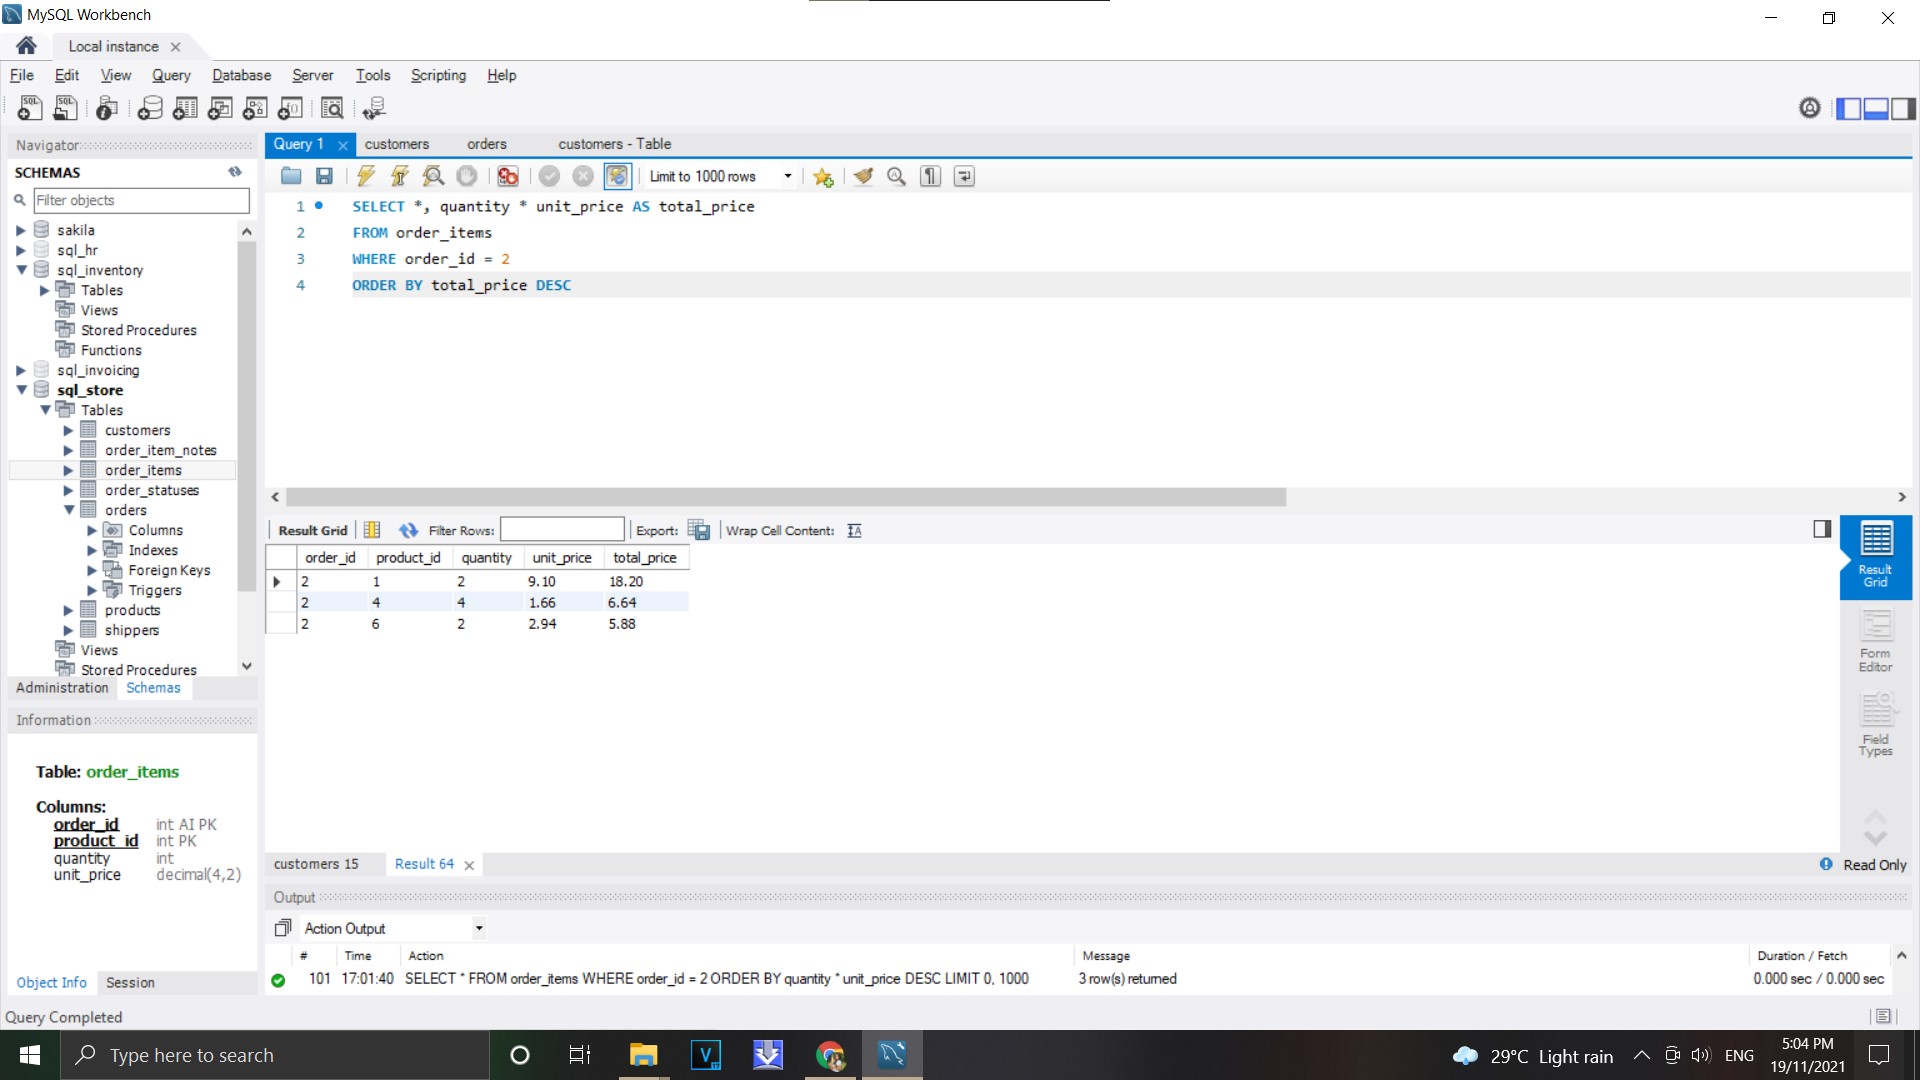 MySQL Workbench
Local instance
File Edit View Query Database Server Tools Scripting Help
Navigator
SCHEMAS
Filter objects
sakila
sql_hr
sql_inventory
Tables
Views
Stored Procedures
Functions
sql_invoicing
sql_store
Tables
customers
order_item_notes
order_items
order_statuses
orders
Columns
Indexes
Foreign Keys
Triggers
products
shippers
Views
Stored Procedures
Administration Schemas
Information
Table: order_items
Columns:
order_id int AI PK
product_id int PK
quantity int
unit_price decimal(4,2)
Object Info Session
Query 1 customers orders customers - Table
Limit to 1000 rows
1 SELECT *, quantity * unit_price AS total_price
2 FROM order_items
3 WHERE order_id = 2
4 ORDER BY total_price DESC
Result Grid Filter Rows: Export: Wrap Cell Content:
order_id product_id quantity unit_price total_price
2 1 2 9.10 18.20
2 4 4 1.66 6.64
2 6 2 2.94 5.88
Result
Grid
Form
Editor
Field
Types
customers 15 Result 64
Read Only
Output
Action Output
# Time Action Message Duration / Fetch
101 17:01:40 SELECT * FROM order_items WHERE order_id = 2 ORDER BY quantity * unit_price DESC LIMIT 0, 1000 3 row(s) returned 0.000 sec / 0.000 sec
Query Completed
Type here to search
29°C Light rain
ENG
5:04 PM
19/11/2021